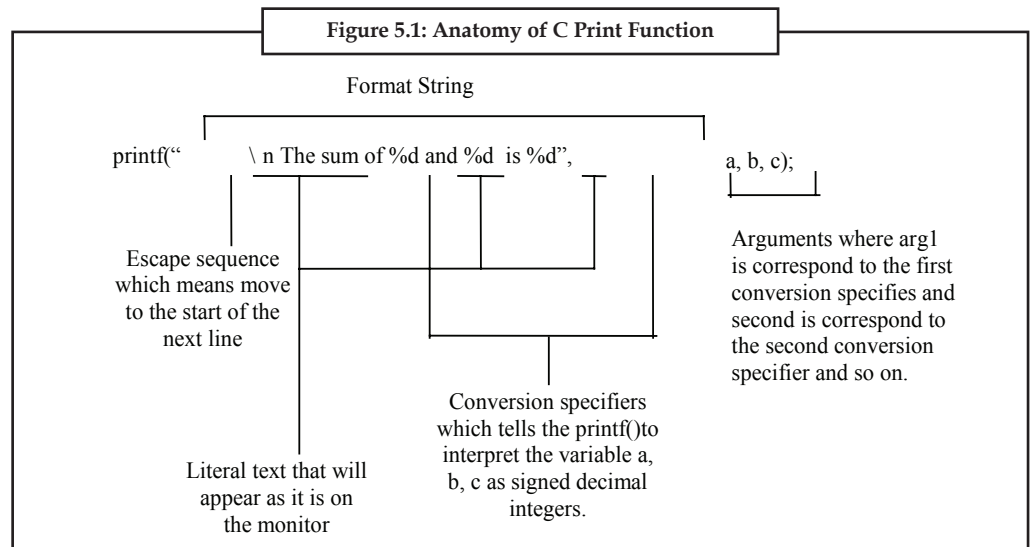 Figure 5.1: Anatomy of C Print Function
Format String
printf(“ \ n The sum of %d and %d is %d”, a, b, c);
Escape sequence
which means move
to the start of the
next line
Literal text that will
appear as it is on
the monitor
Conversion specifiers
which tells the printf()to
interpret the variable a,
b, c as signed decimal
integers.
Arguments where arg1
is correspond to the first
conversion specifies and
second is correspond to
the second conversion
specifier and so on.